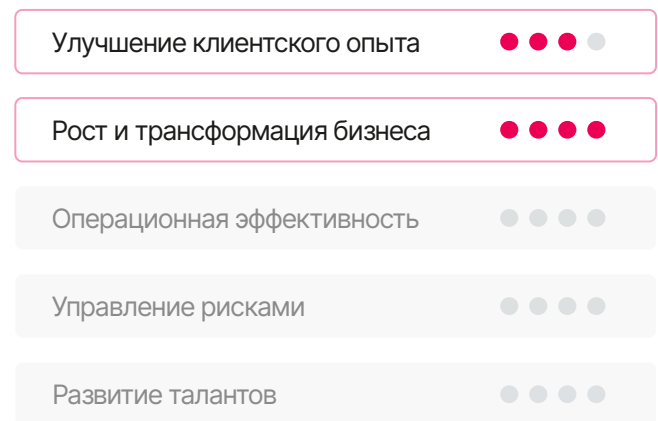 Улучшение клиентского опыта
Рост и трансформация бизнеса
Операционная эффективность
Управление рисками
Развитие талантов